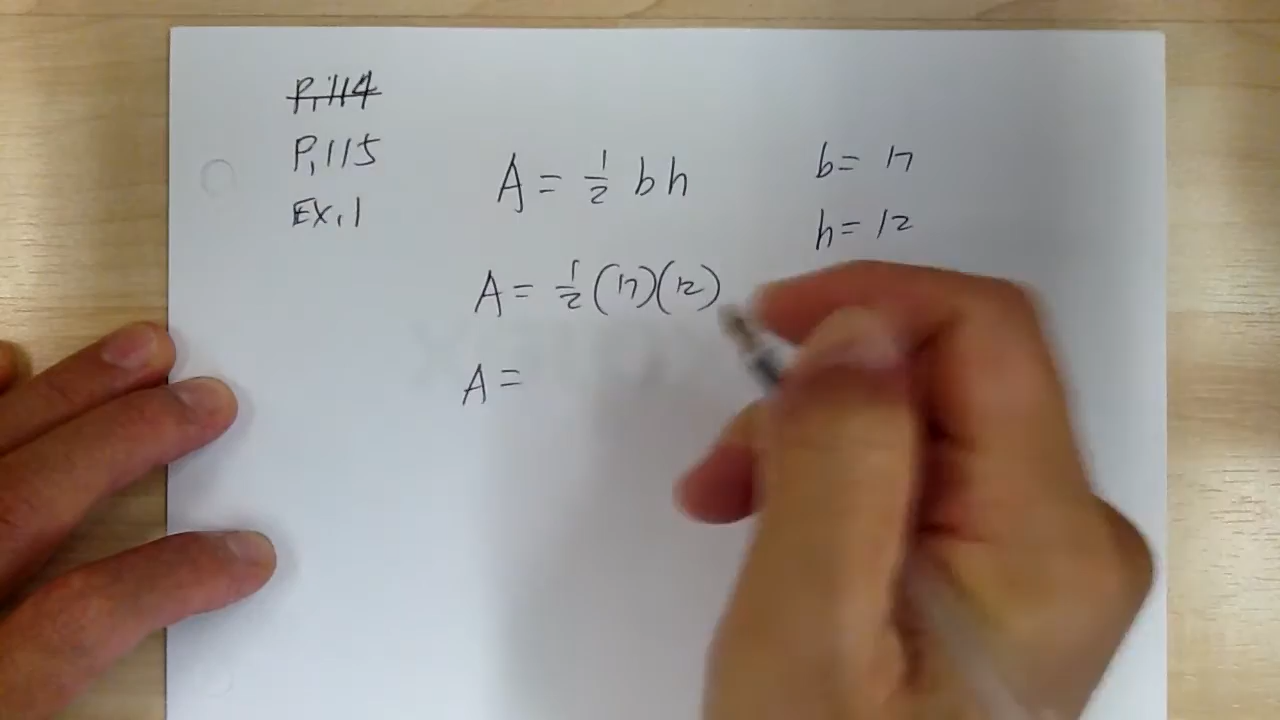 P.114
P.115
Ex.1
A = 1/2 bh
b = 17
h = 12
A = 1/2 (17)(12)
A =